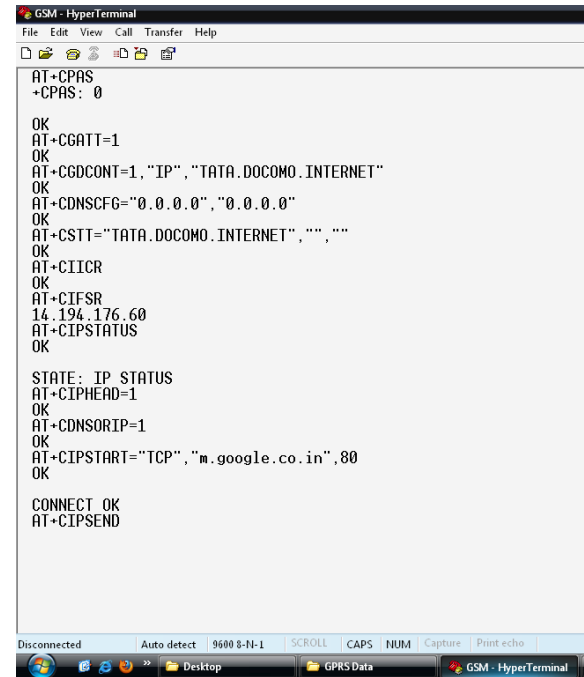 GSM - HyperTerminal
File Edit View Call Transfer Help
AT+CPAS
+CPAS: 0
OK
AT+CGATT=1
OK
AT+CGDCONT=1,"IP","TATA.DOCOMO.INTERNET"
OK
AT+CDNSCFG="0.0.0.0","0.0.0.0"
OK
AT+CSTT="TATA.DOCOMO.INTERNET","",""
OK
AT+CIICR
OK
AT+CIFSR
14.194.176.60
AT+CIPSTATUS
OK
STATE: IP STATUS
AT+CIPHEAD=1
OK
AT+CDNSORIP=1
OK
AT+CIPSTART="TCP","m.google.co.in",80
OK
CONNECT OK
AT+CIPSEND
Disconnected Auto detect 9600 8-N-1 SCROLL CAPS NUM Capture Print echo
» Desktop GPRS Data GSM - HyperTerminal